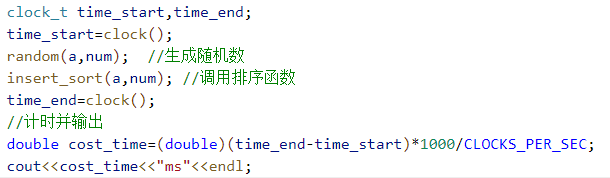 clock_t time_start,time_end;
time_start=clock();
random(a,num);  //生成随机数
insert_sort(a,num); //调用排序函数
time_end=clock();
//计时并输出
double cost_time=(double)(time_end-time_start)*1000/CLOCKS_PER_SEC;
cout<<cost_time<<"ms"<<endl;